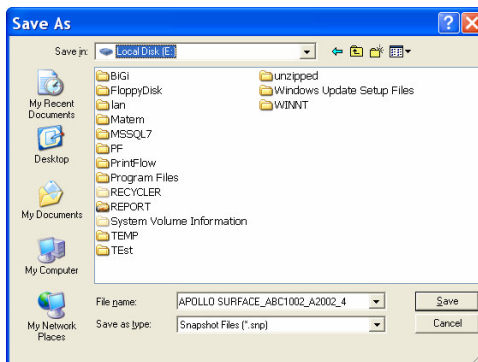 Save As
Save in: Local Disk (E:)
My Recent Documents
Desktop
My Documents
My Computer
My Network Places
BiGi
FloppyDisk
Ian
Matem
MSSQL7
PF
PrintFlow
Program Files
RECYCLER
REPORT
System Volume Information
TEMP
TEst
unzipped
Windows Update Setup Files
WINNT
File name: APOLLO SURFACE_ABC1002_A2002_4 Save
Save as type: Snapshot Files (*.snp) Cancel